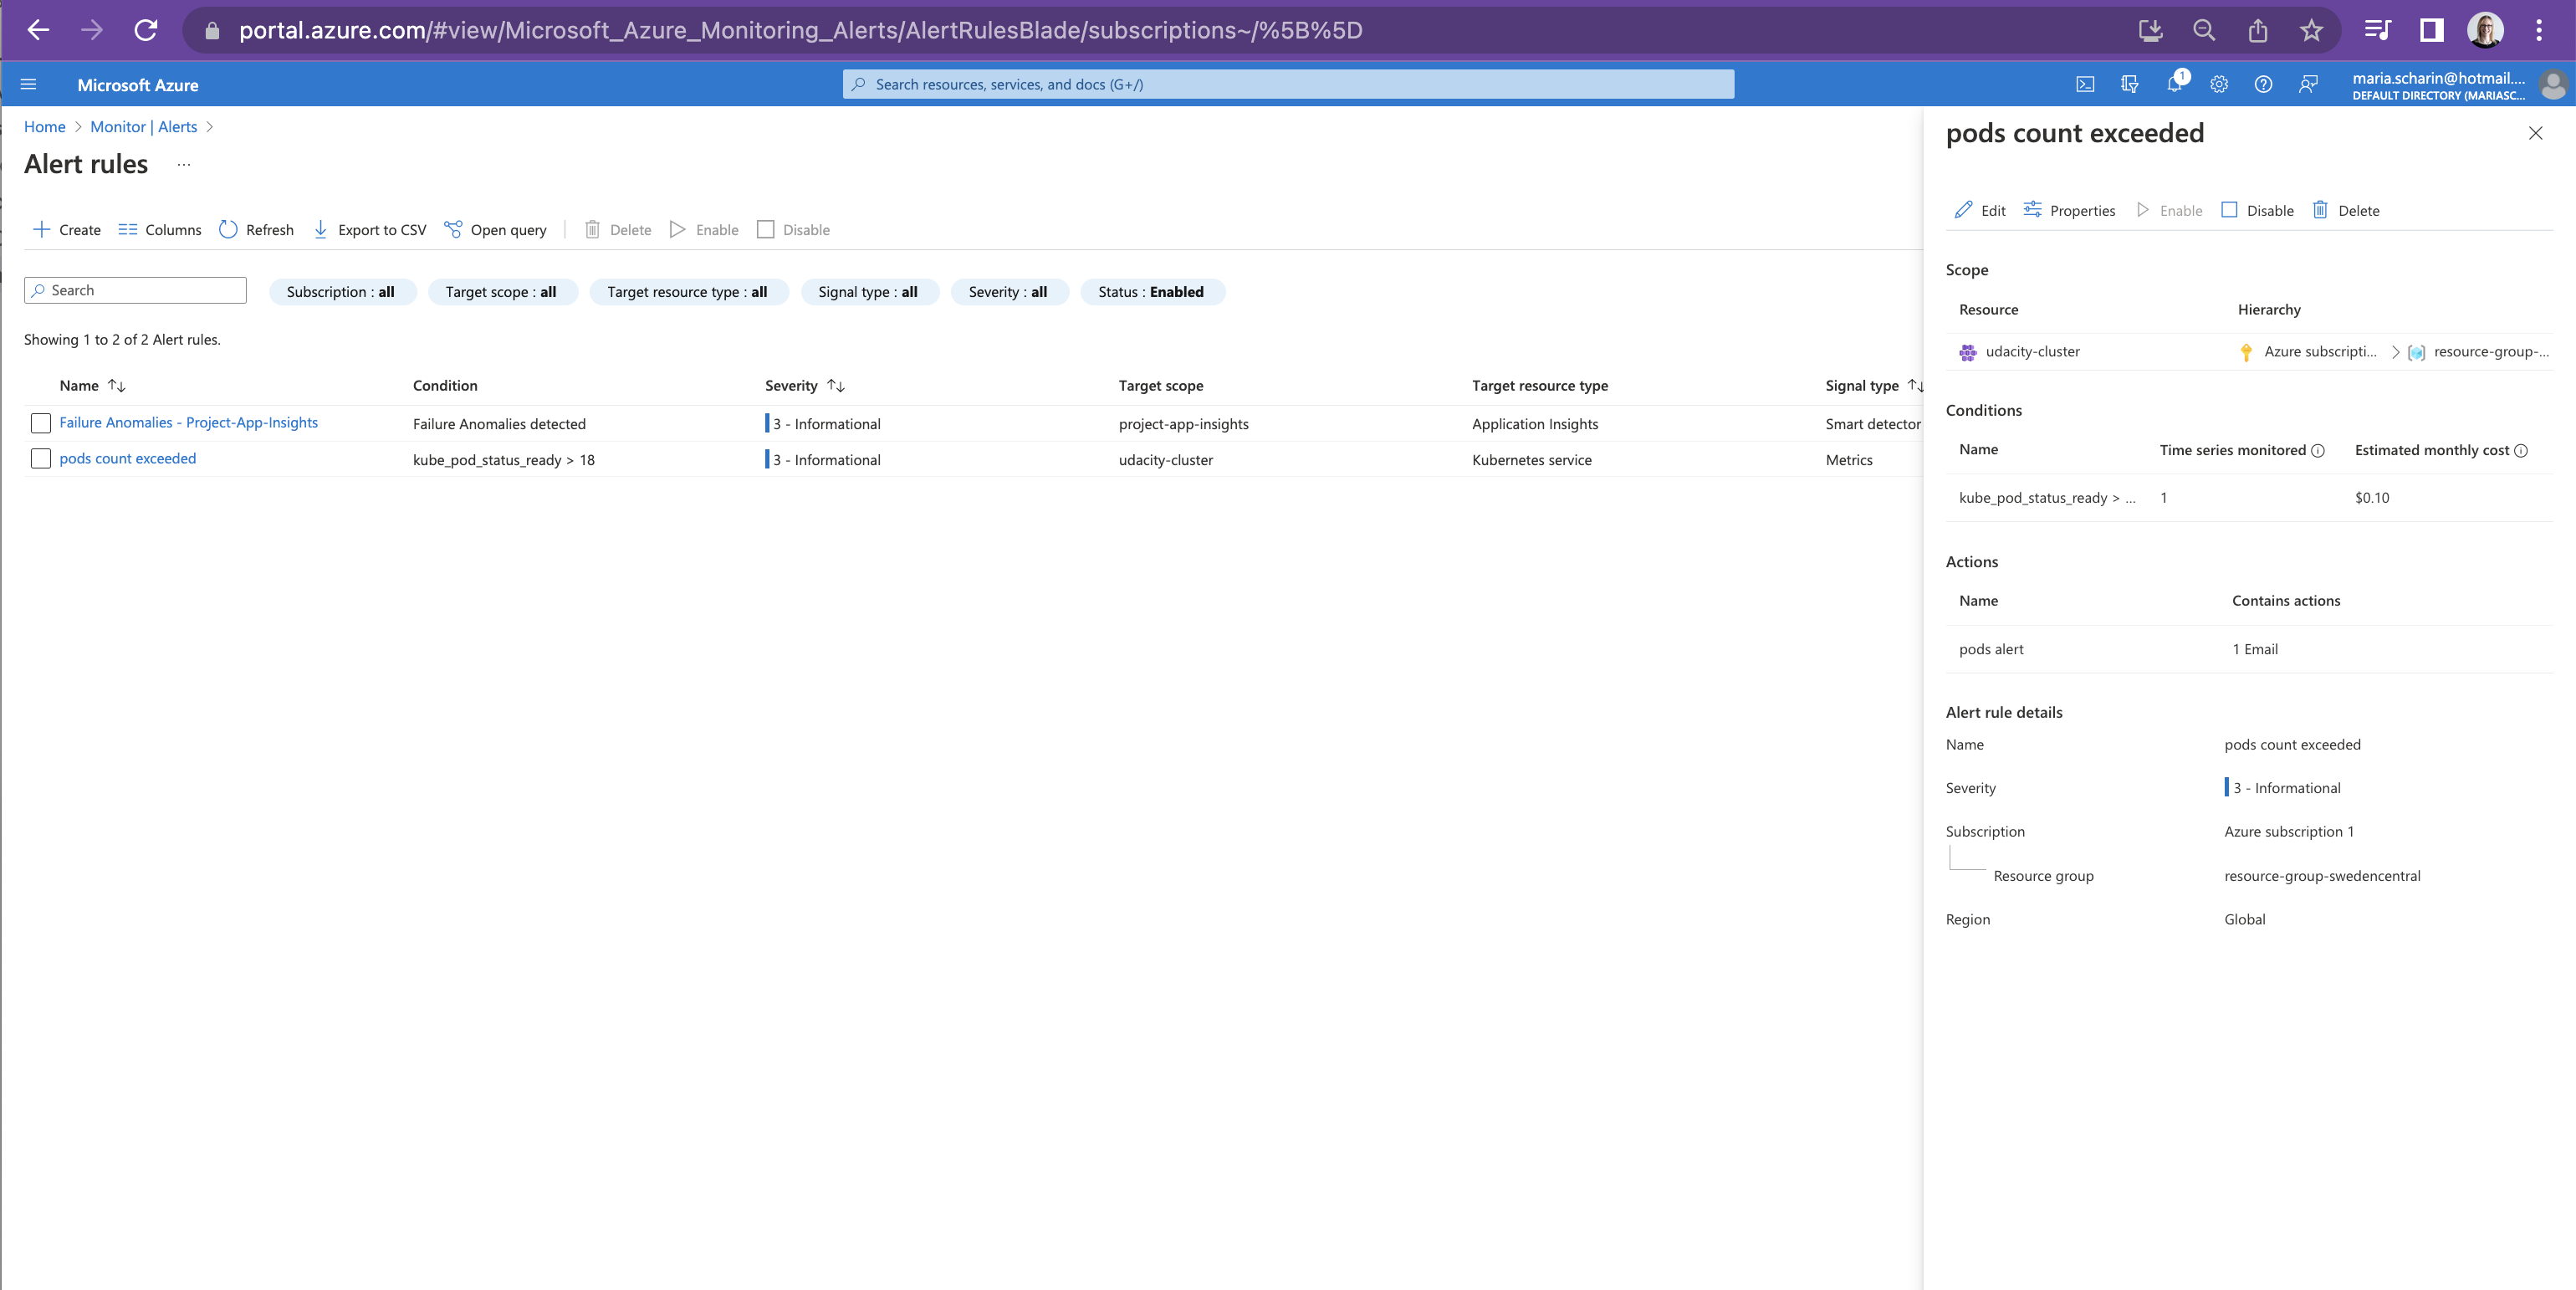 portal.azure.com/#view/Microsoft_Azure_Monitoring_Alerts/AlertRulesBlade/subscriptions~/%5B%5D
Microsoft Azure
Search resources, services, and docs (G+/)
1
maria.scharin@hotmail....
DEFAULT DIRECTORY (MARIASC...
Home > Monitor | Alerts >
Alert rules ...
Create Columns Refresh Export to CSV Open query Delete Enable Disable
Search Subscription : all Target scope : all Target resource type : all Signal type : all Severity : all Status : Enabled
Showing 1 to 2 of 2 Alert rules.
Name Condition Severity Target scope Target resource type Signal type
Failure Anomalies - Project-App-Insights Failure Anomalies detected 3 - Informational project-app-insights Application Insights Smart detector
pods count exceeded kube_pod_status_ready > 18 3 - Informational udacity-cluster Kubernetes service Metrics
pods count exceeded
Edit Properties Enable Disable Delete
Scope
Resource Hierarchy
udacity-cluster Azure subscripti... > resource-group-...
Conditions
Name Time series monitored Estimated monthly cost
kube_pod_status_ready > ... 1 $0.10
Actions
Name Contains actions
pods alert 1 Email
Alert rule details
Name pods count exceeded
Severity 3 - Informational
Subscription Azure subscription 1
Resource group resource-group-swedencentral
Region Global